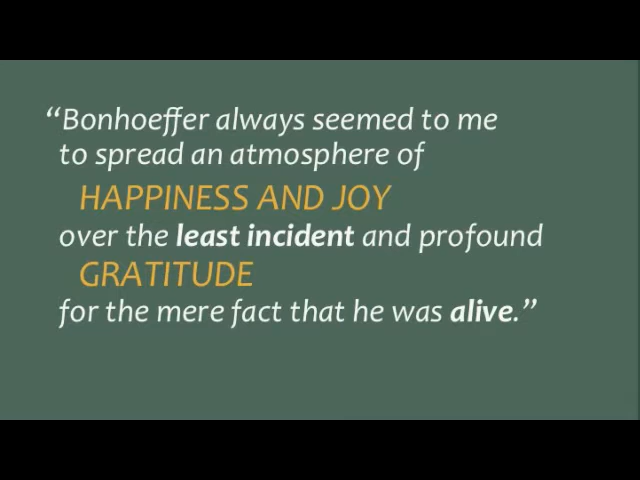 “Bonhoeffer always seemed to me
to spread an atmosphere of
HAPPINESS AND JOY
over the least incident and profound
GRATITUDE
for the mere fact that he was alive.”